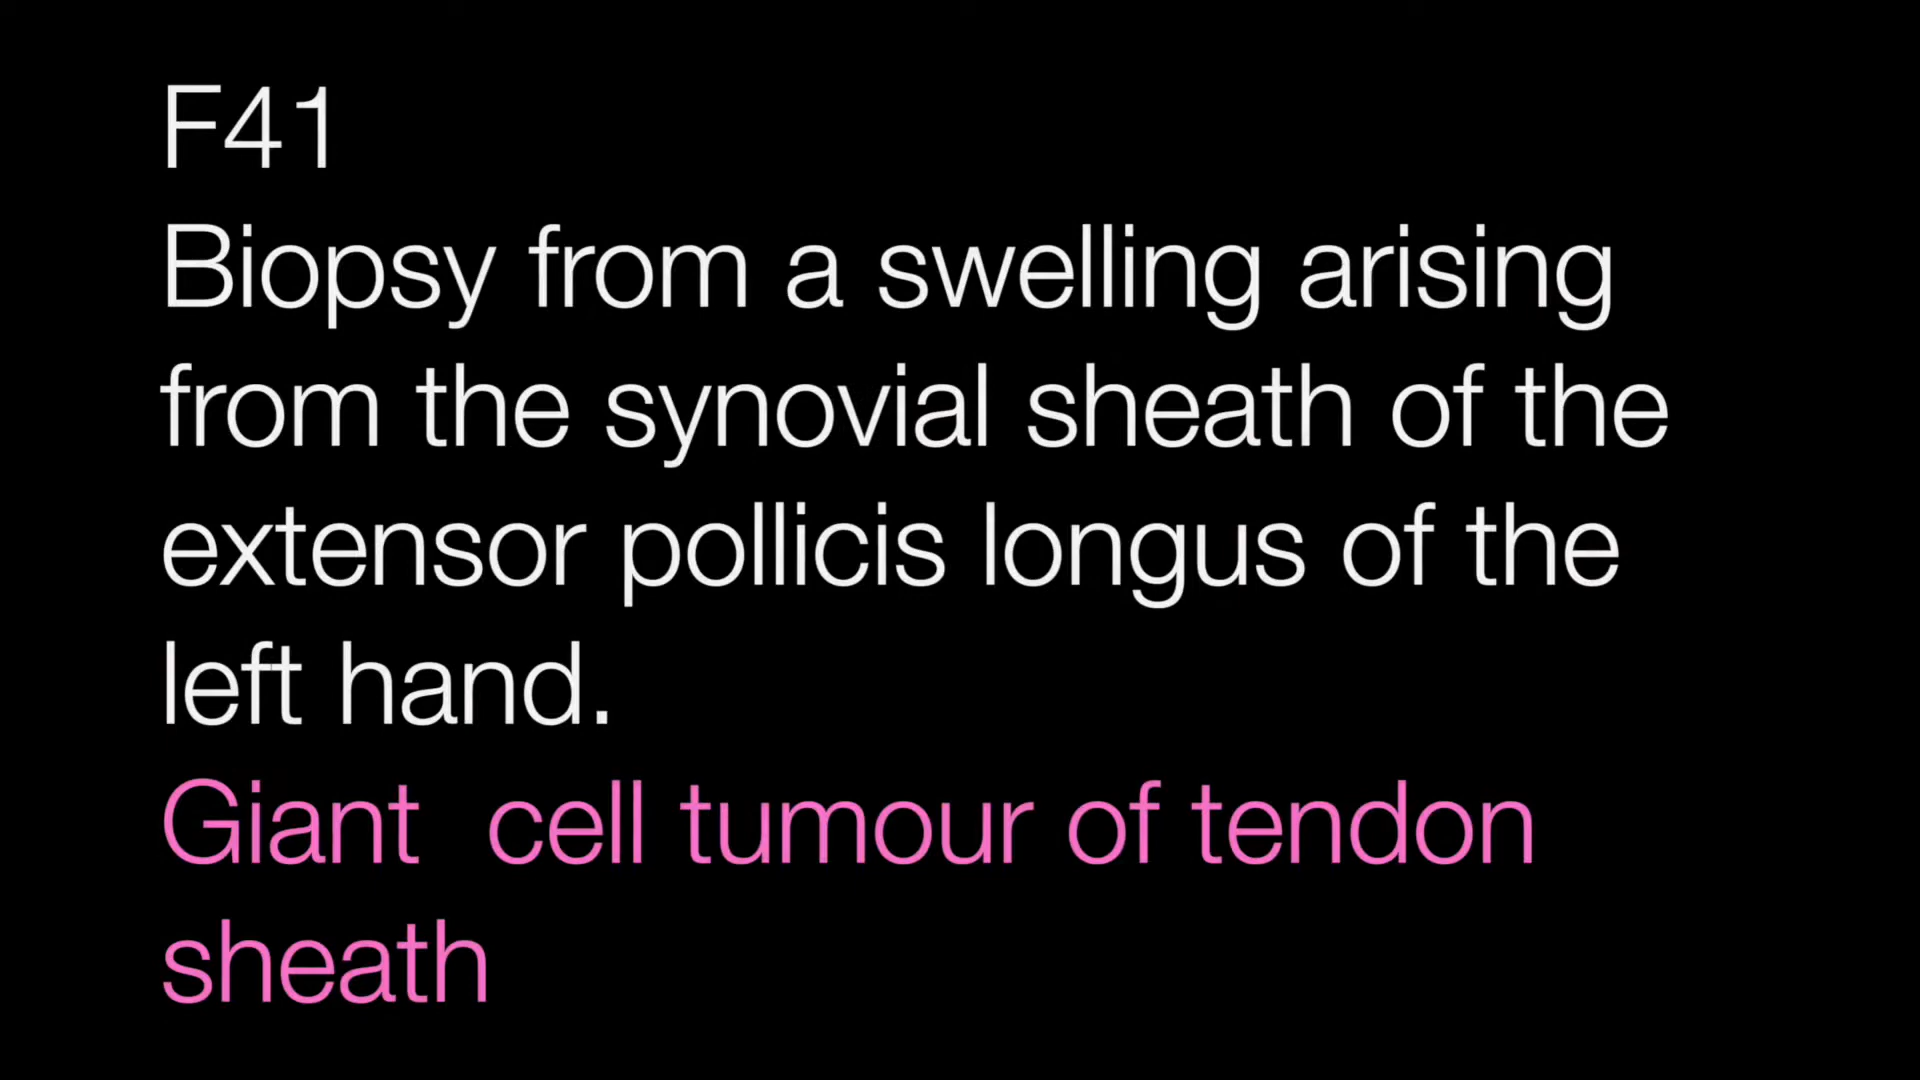 F41
Biopsy from a swelling arising
from the synovial sheath of the
extensor pollicis longus of the
left hand.
Giant  cell tumour of tendon
sheath